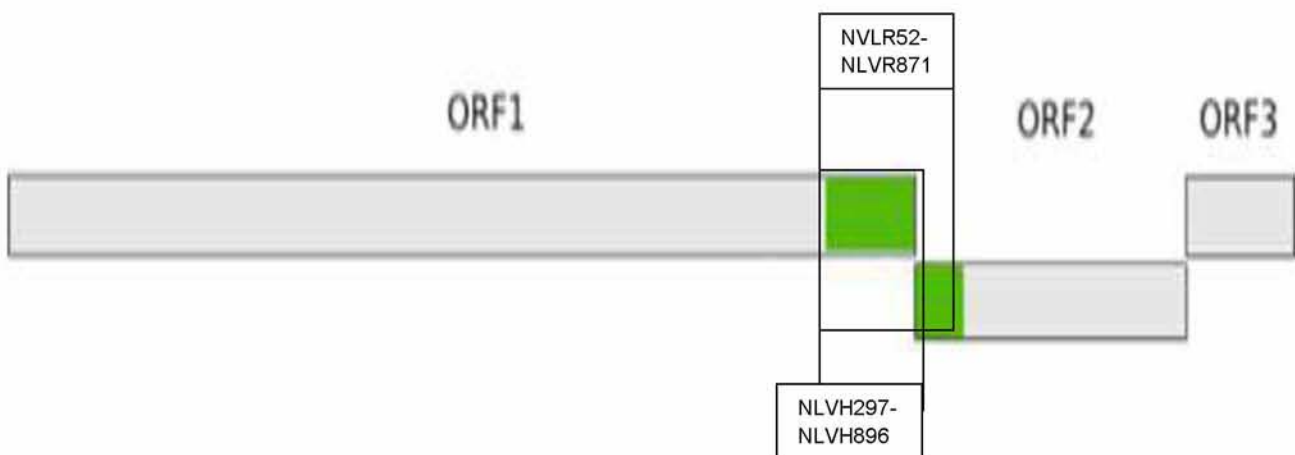 NVLR52-
NLVR871
ORF1
ORF2
ORF3
NLVH297-
NLVH896